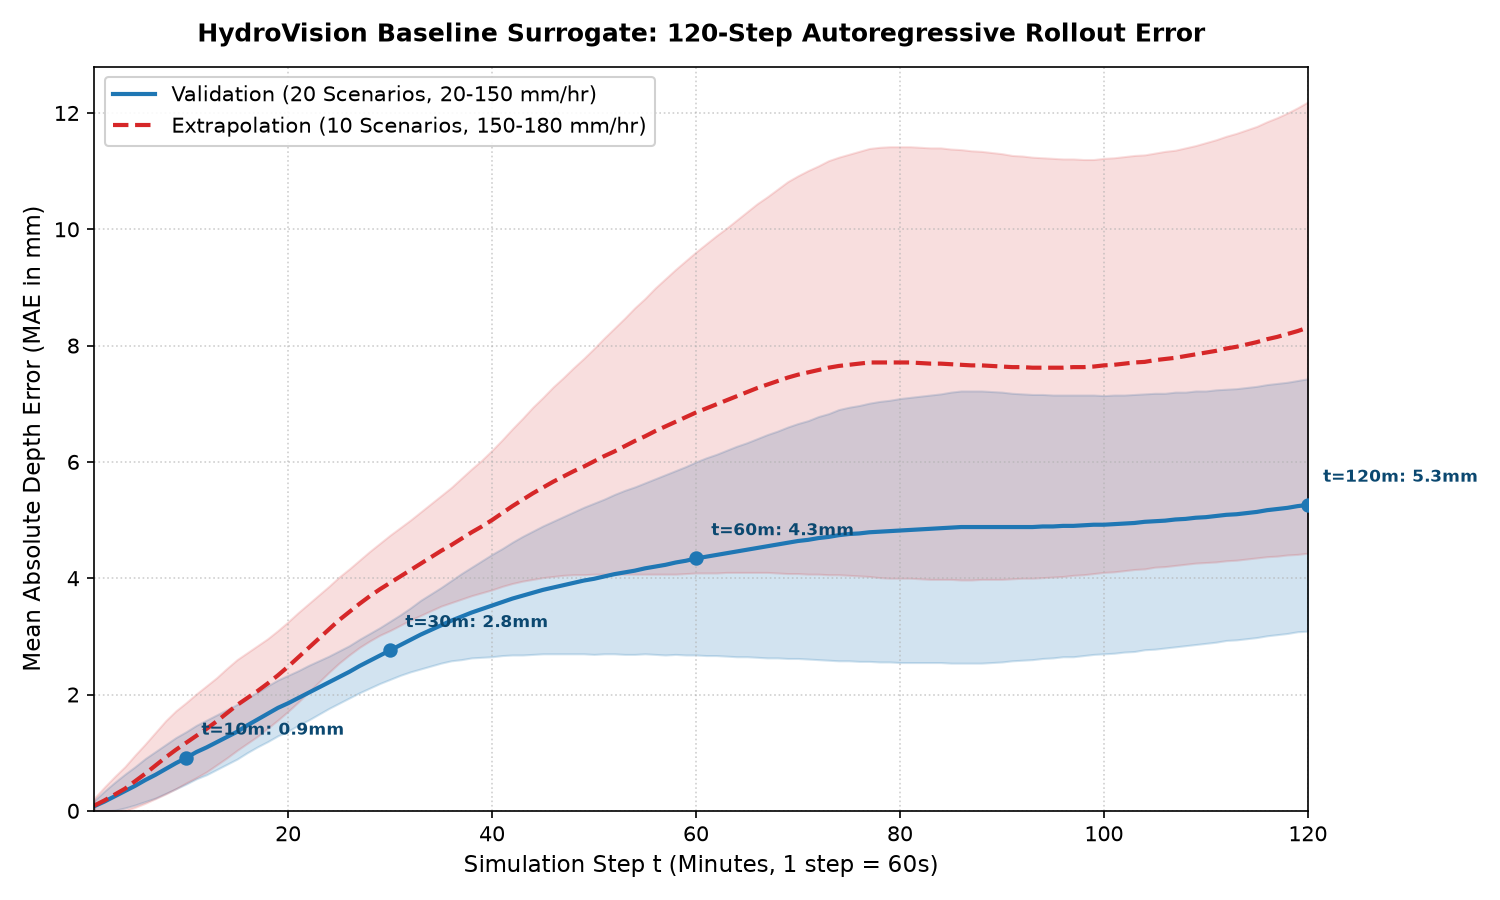 HydroVision Baseline Surrogate: 120-Step Autoregressive Rollout Error
Validation (20 Scenarios, 20-150 mm/hr)
Extrapolation (10 Scenarios, 150-180 mm/hr)
Mean Absolute Depth Error (MAE in mm)
12
10
8
6
4
2
0
t=120m: 5.3mm
t=60m: 4.3mm
t=30m: 2.8mm
t=10m: 0.9mm
20 40 60 80 100 120
Simulation Step t (Minutes, 1 step = 60s)